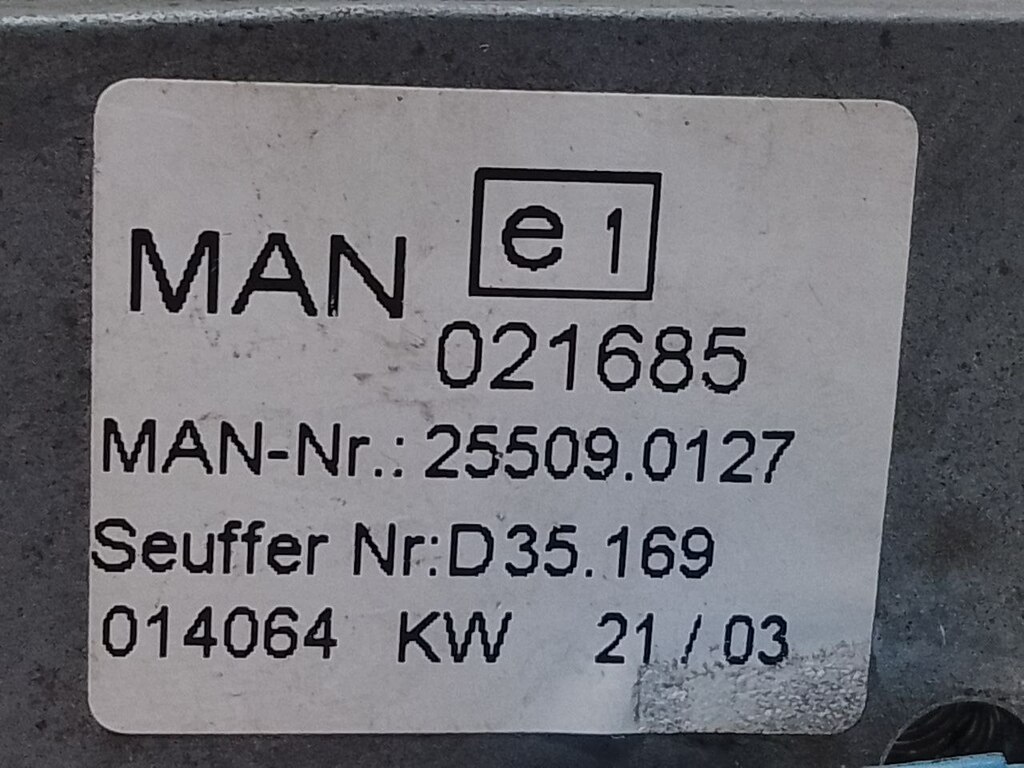 MAN e1
021685
MAN-Nr.: 25509.0127
Seuffer Nr:D35.169
014064 KW 21/03